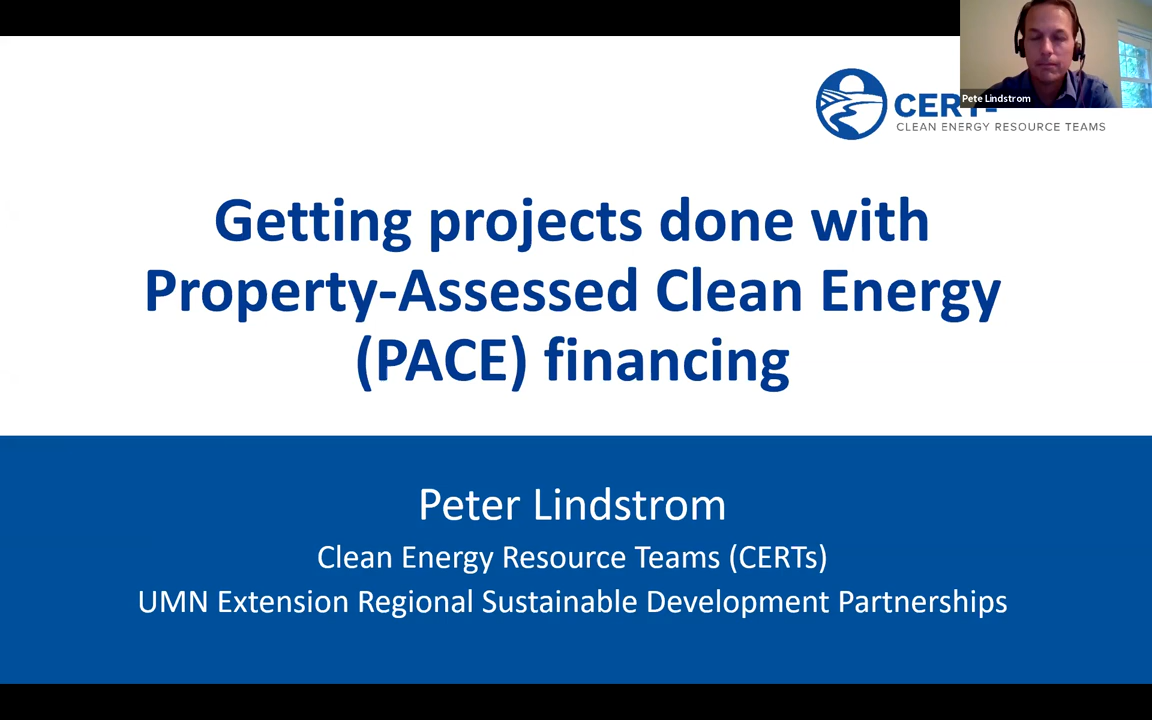 Pete Lindstrom
CERTs
CLEAN ENERGY RESOURCE TEAMS
Getting projects done with
Property-Assessed Clean Energy
(PACE) financing
Peter Lindstrom
Clean Energy Resource Teams (CERTs)
UMN Extension Regional Sustainable Development Partnerships